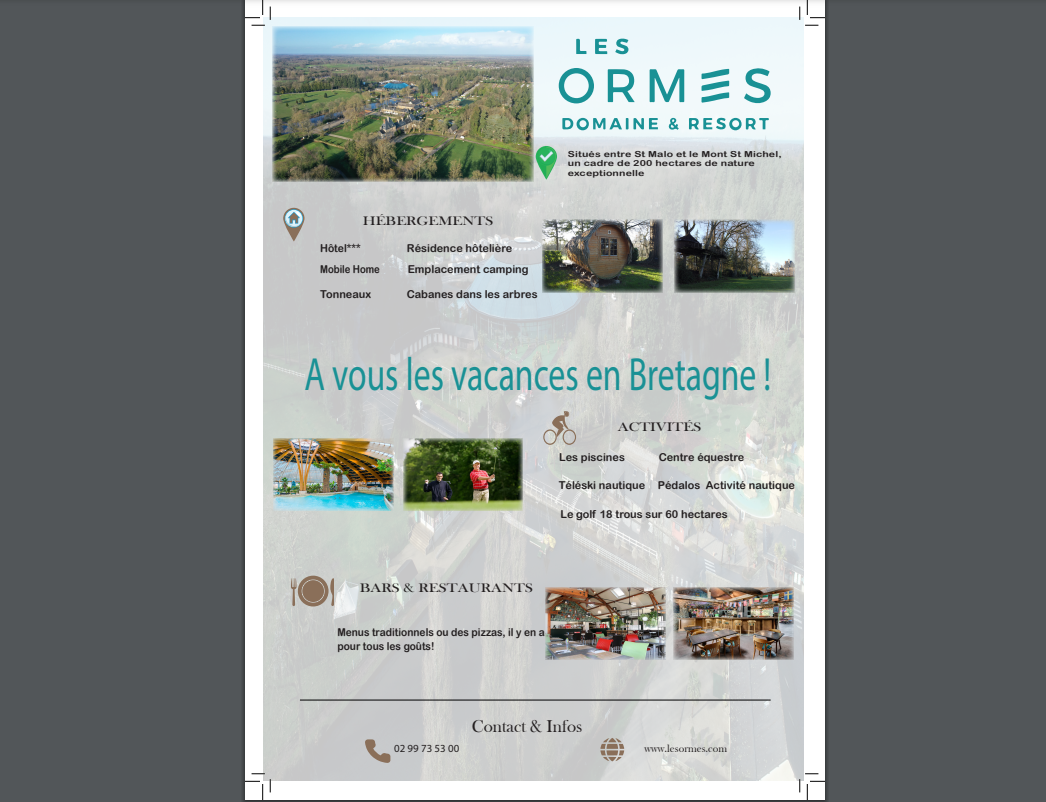 LES
ORMES
DOMAINE & RESORT
Situés entre St Malo et le Mont St Michel,
un cadre de 200 hectares de nature
exceptionnelle
HÉBERGEMENTS
Hôtel*** Résidence hôtelière
Mobile Home Emplacement camping
Tonneaux Cabanes dans les arbres
A vous les vacances en Bretagne !
ACTIVITÉS
Les piscines Centre équestre
Téléski nautique Pédalos Activité nautique
Le golf 18 trous sur 60 hectares
BARS & RESTAURANTS
Menus traditionnels ou des pizzas, il y en a
pour tous les goûts!
Contact & Infos
02 99 73 53 00 www.lesormes.com